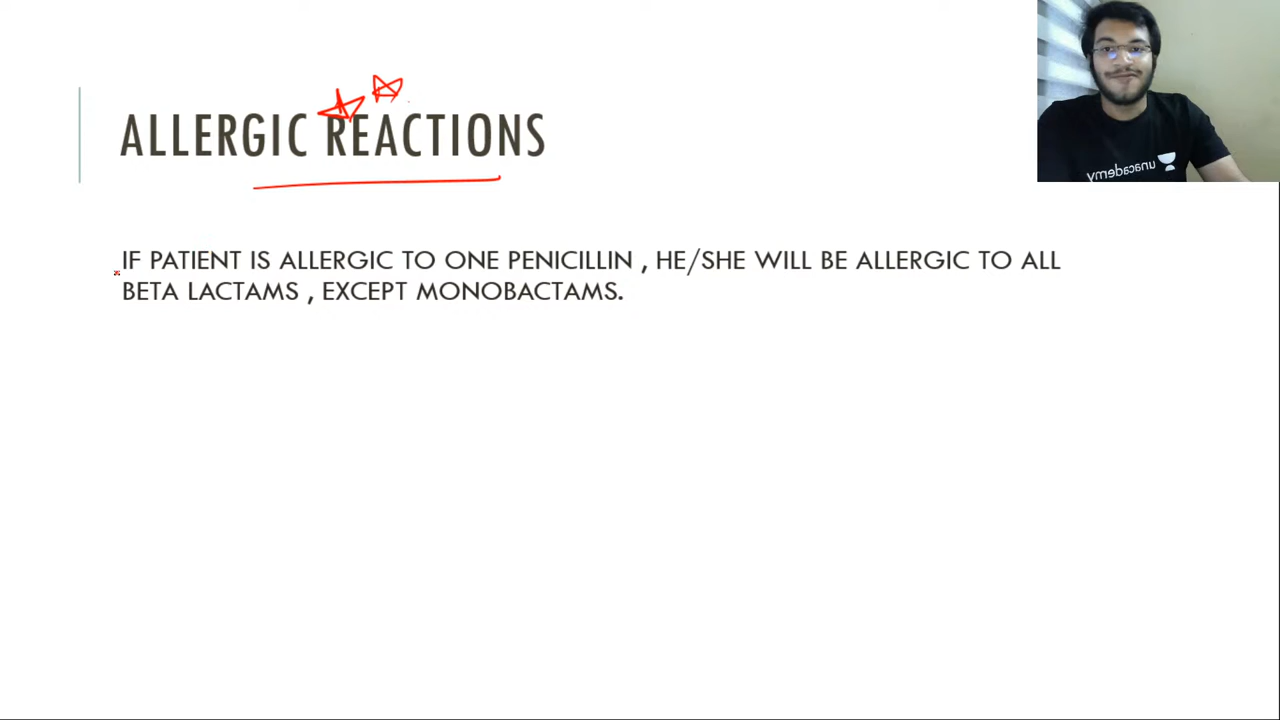 ALLERGIC REACTIONS
unacademy
IF PATIENT IS ALLERGIC TO ONE PENICILLIN , HE/SHE WILL BE ALLERGIC TO ALL
BETA LACTAMS , EXCEPT MONOBACTAMS.